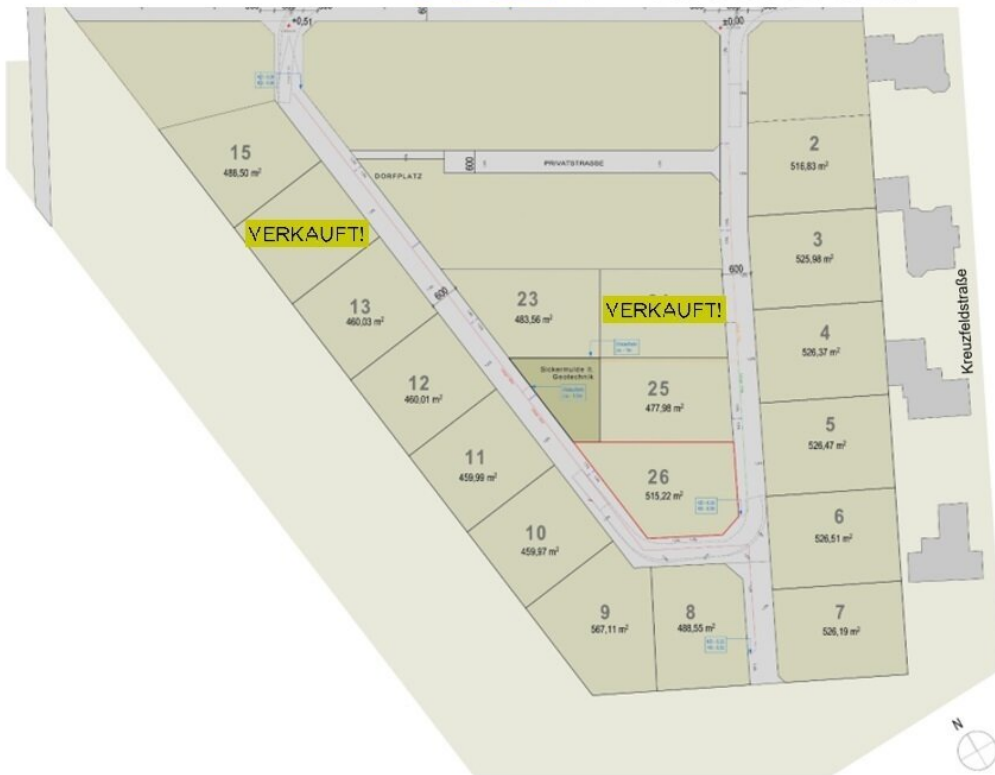 +0,51
±0,00
2
516,83 m²
15
488,50 m²
600
PRIVATSTRASSE
DORFPLATZ
VERKAUFT!
3
525,98 m²
600
600
23
483,56 m²
VERKAUFT!
13
460,03 m²
4
526,37 m²
Kreuzfeldstraße
Sickermulde lt.
Geotechnik
12
460,01 m²
25
477,98 m²
5
526,47 m²
11
459,99 m²
26
515,22 m²
6
526,51 m²
10
459,97 m²
9
567,11 m²
8
488,55 m²
7
526,19 m²
N